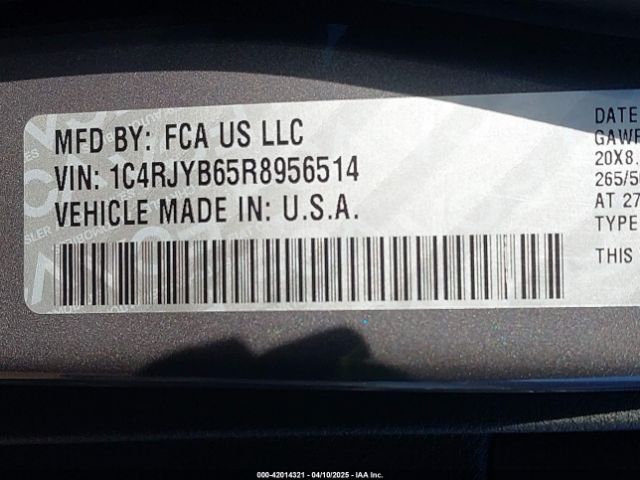 MFD BY: FCA US LLC
VIN: 1C4RJYB65R8956514
VEHICLE MADE IN: U.S.A.
DATE
GAWR
20X8.
265/50
AT 27
TYPE
THIS
000-42014321 | 04/10/2025 | IAA Inc.